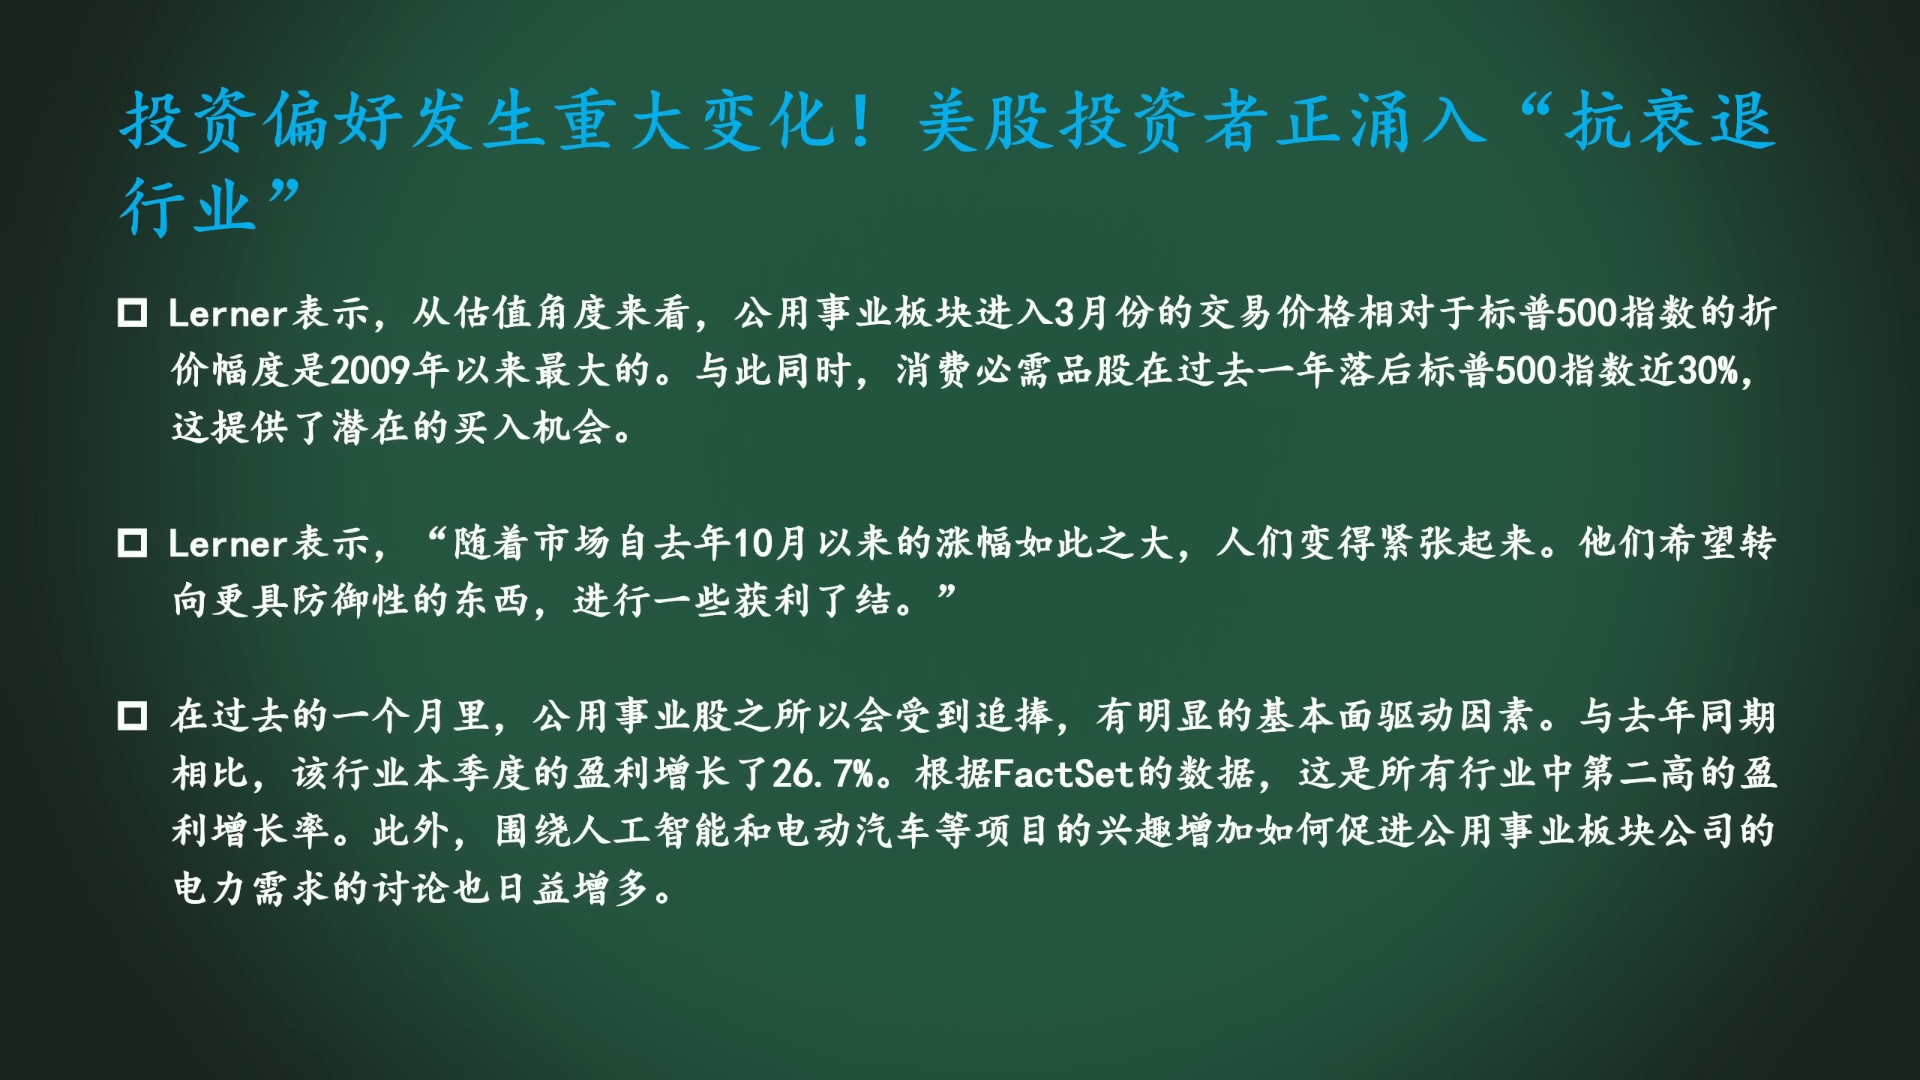 投资偏好发生重大变化！美股投资者正涌入“抗衰退
行业”
Lerner表示，从估值角度来看，公用事业板块进入3月份的交易价格相对于标普500指数的折
价幅度是2009年以来最大的。与此同时，消费必需品股在过去一年落后标普500指数近30%，
这提供了潜在的买入机会。
Lerner表示，“随着市场自去年10月以来的涨幅如此之大，人们变得紧张起来。他们希望转
向更具防御性的东西，进行一些获利了结。”
在过去的一个月里，公用事业股之所以会受到追捧，有明显的基本面驱动因素。与去年同期
相比，该行业本季度的盈利增长了26.7%。根据FactSet的数据，这是所有行业中第二高的盈
利增长率。此外，围绕人工智能和电动汽车等项目的兴趣增加如何促进公用事业板块公司的
电力需求的讨论也日益增多。